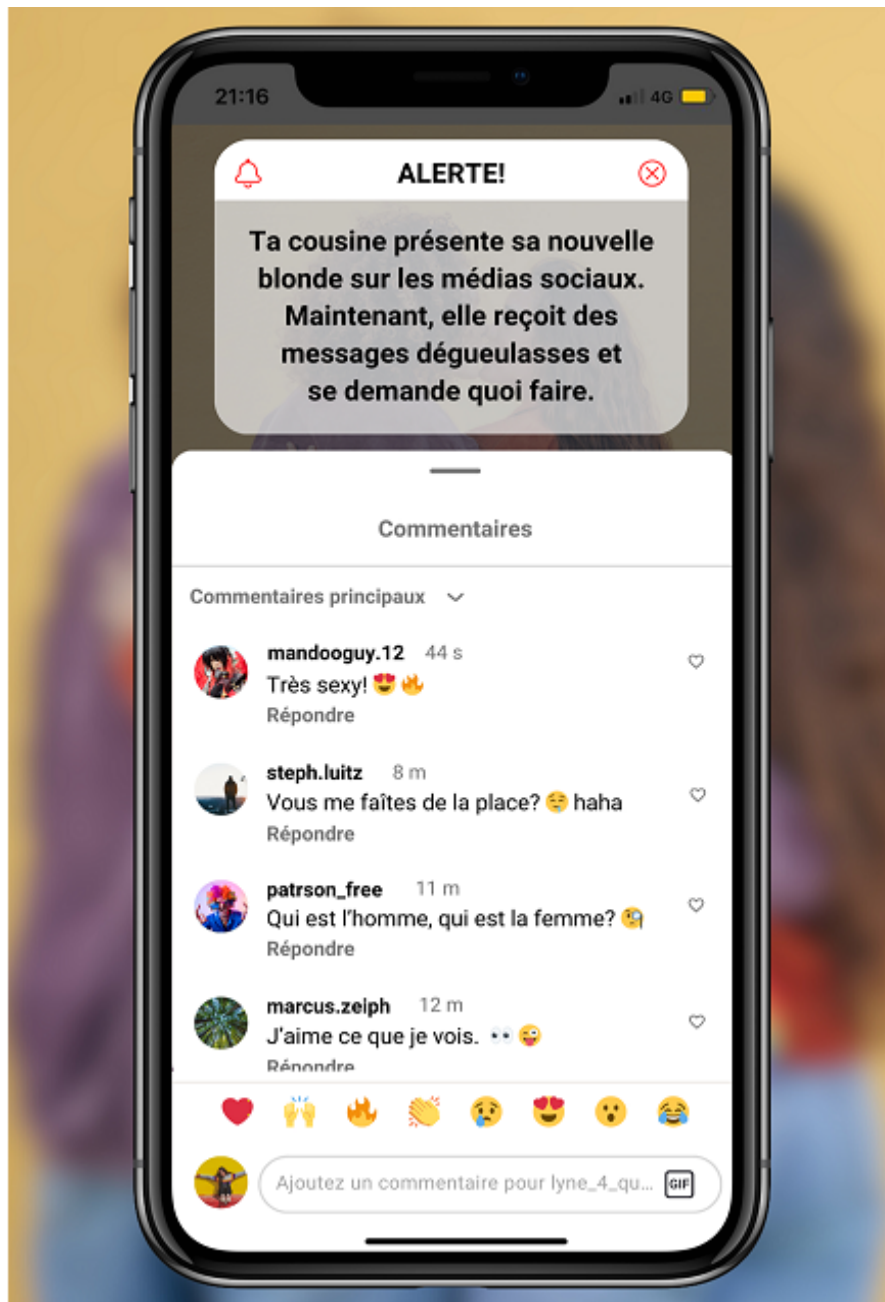 21:16
4G
ALERTE!
Ta cousine présente sa nouvelle
blonde sur les médias sociaux.
Maintenant, elle reçoit des
messages dégueulasses et
se demande quoi faire.
Commentaires
Commentaires principaux
mandooguy.12 44 s
Très sexy! 😍🔥
Répondre
steph.luitz 8 m
Vous me faîtes de la place? 🤤 haha
Répondre
patrson_free 11 m
Qui est l'homme, qui est la femme? 🧐
Répondre
marcus.zeiph 12 m
J'aime ce que je vois. 👀 😜
Répondre
Ajoutez un commentaire pour lyne_4_qu... GIF